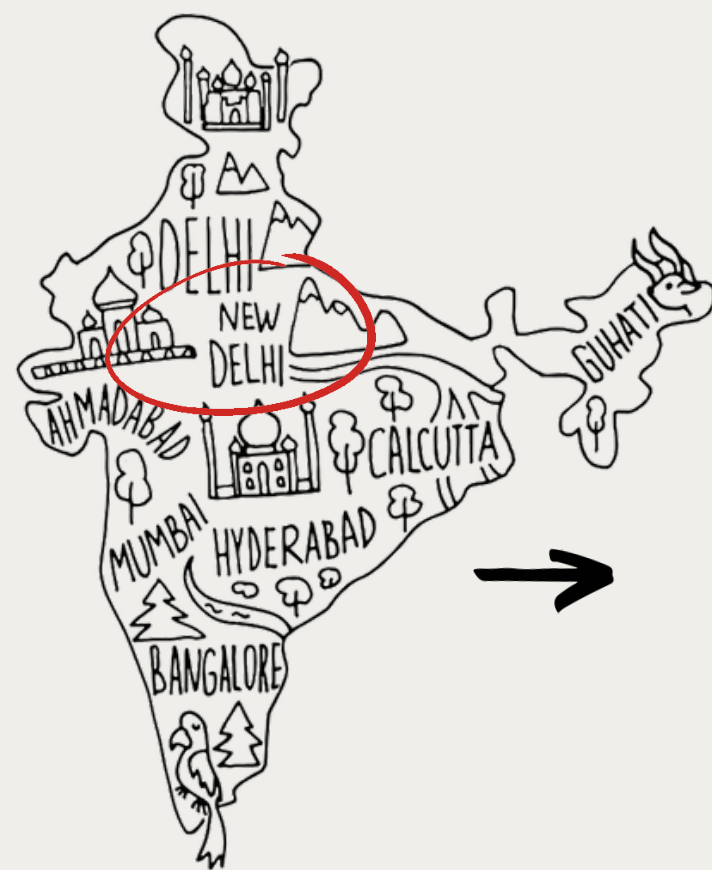 DELHI
NEW
DELHI
GUHATI
AHMADABAD
CALCUTTA
MUMBAI
HYDERABAD
BANGALORE